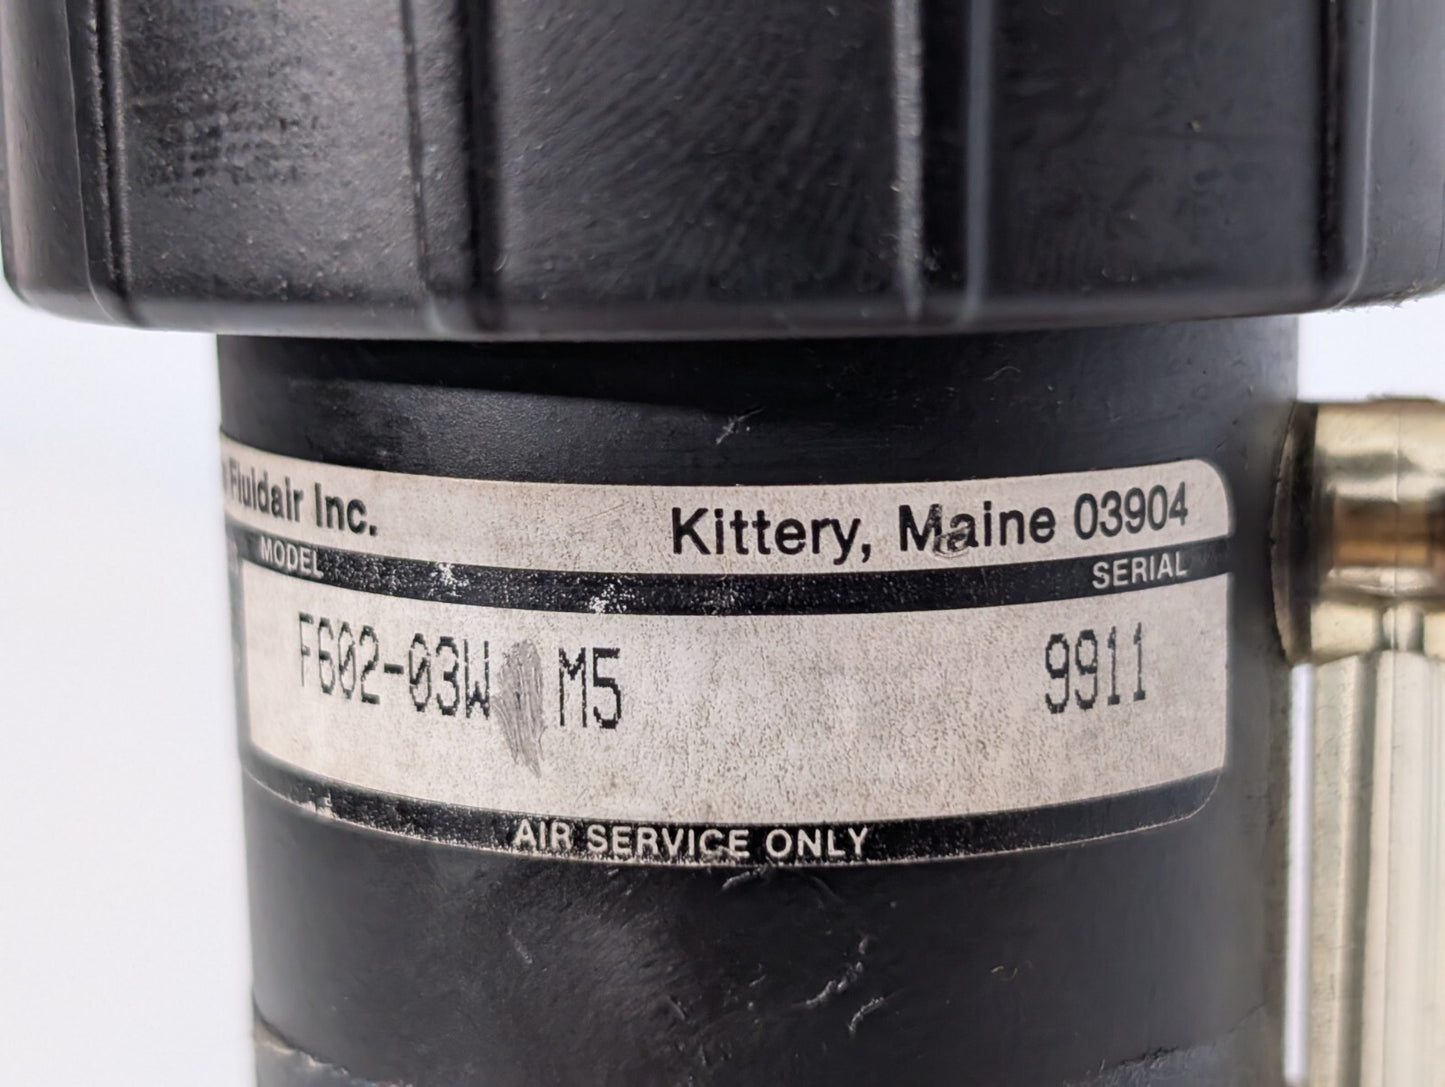 Fluidair Inc.
Kittery, Maine 03904
MODEL
SERIAL
F602-03W M5
9911
AIR SERVICE ONLY